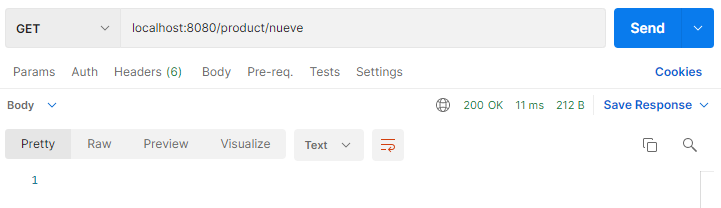 GET localhost:8080/product/nueve Send
Params Auth Headers (6) Body Pre-req. Tests Settings Cookies
Body 200 OK 11 ms 212 B Save Response
Pretty Raw Preview Visualize Text
1